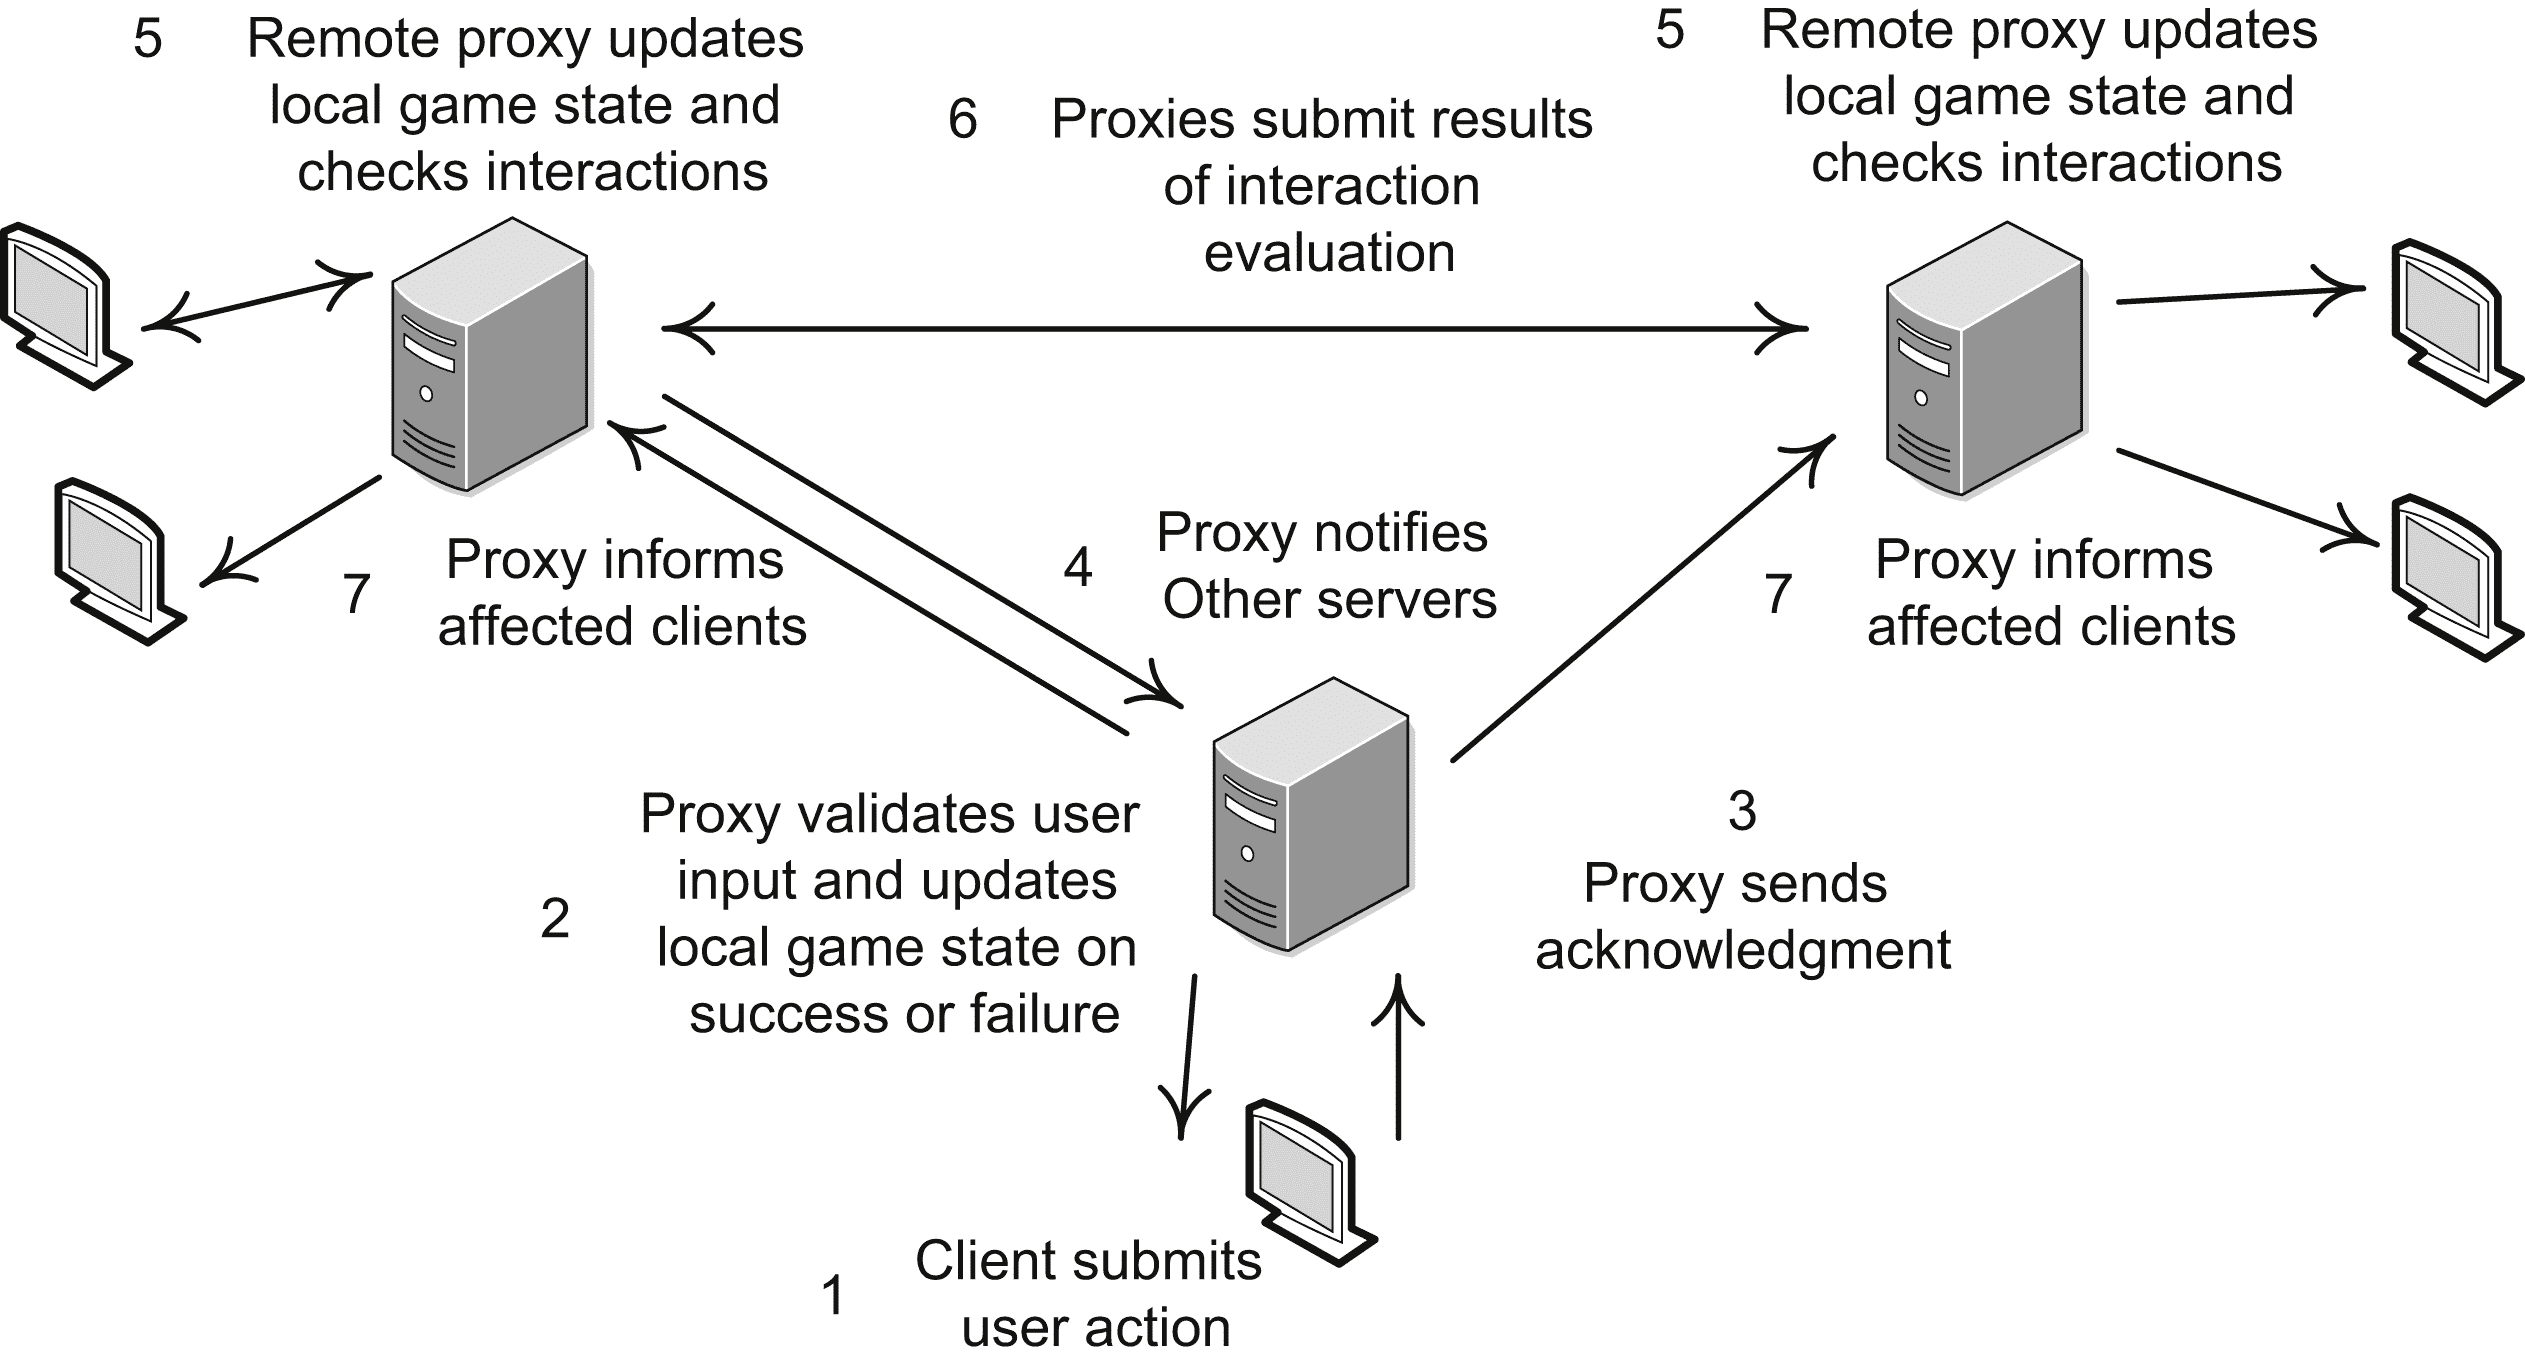 5 Remote proxy updates
local game state and
checks interactions
6 Proxies submit results
of interaction
evaluation
5 Remote proxy updates
local game state and
checks interactions
7 Proxy informs
affected clients
4 Proxy notifies
Other servers
7 Proxy informs
affected clients
2 Proxy validates user
input and updates
local game state on
success or failure
3
Proxy sends
acknowledgment
1 Client submits
user action